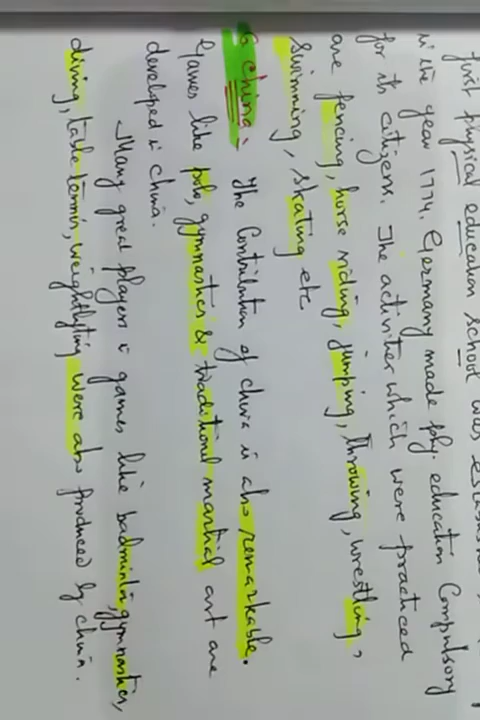 first physical education school was
in the year 1774. Germany made phy. education Compulsory
for its citizens. The activities which were practiced
are fencing, horse riding, jumping, throwing, wrestling,
swimming, skating etc
6 China: The Contribution of china is also remarkable.
Games like polo, gymnastics & traditional martial art are
developed in china.
Many great players in games like badminton, gymnastics,
diving, table tennis, weightlifting were also produced by china.